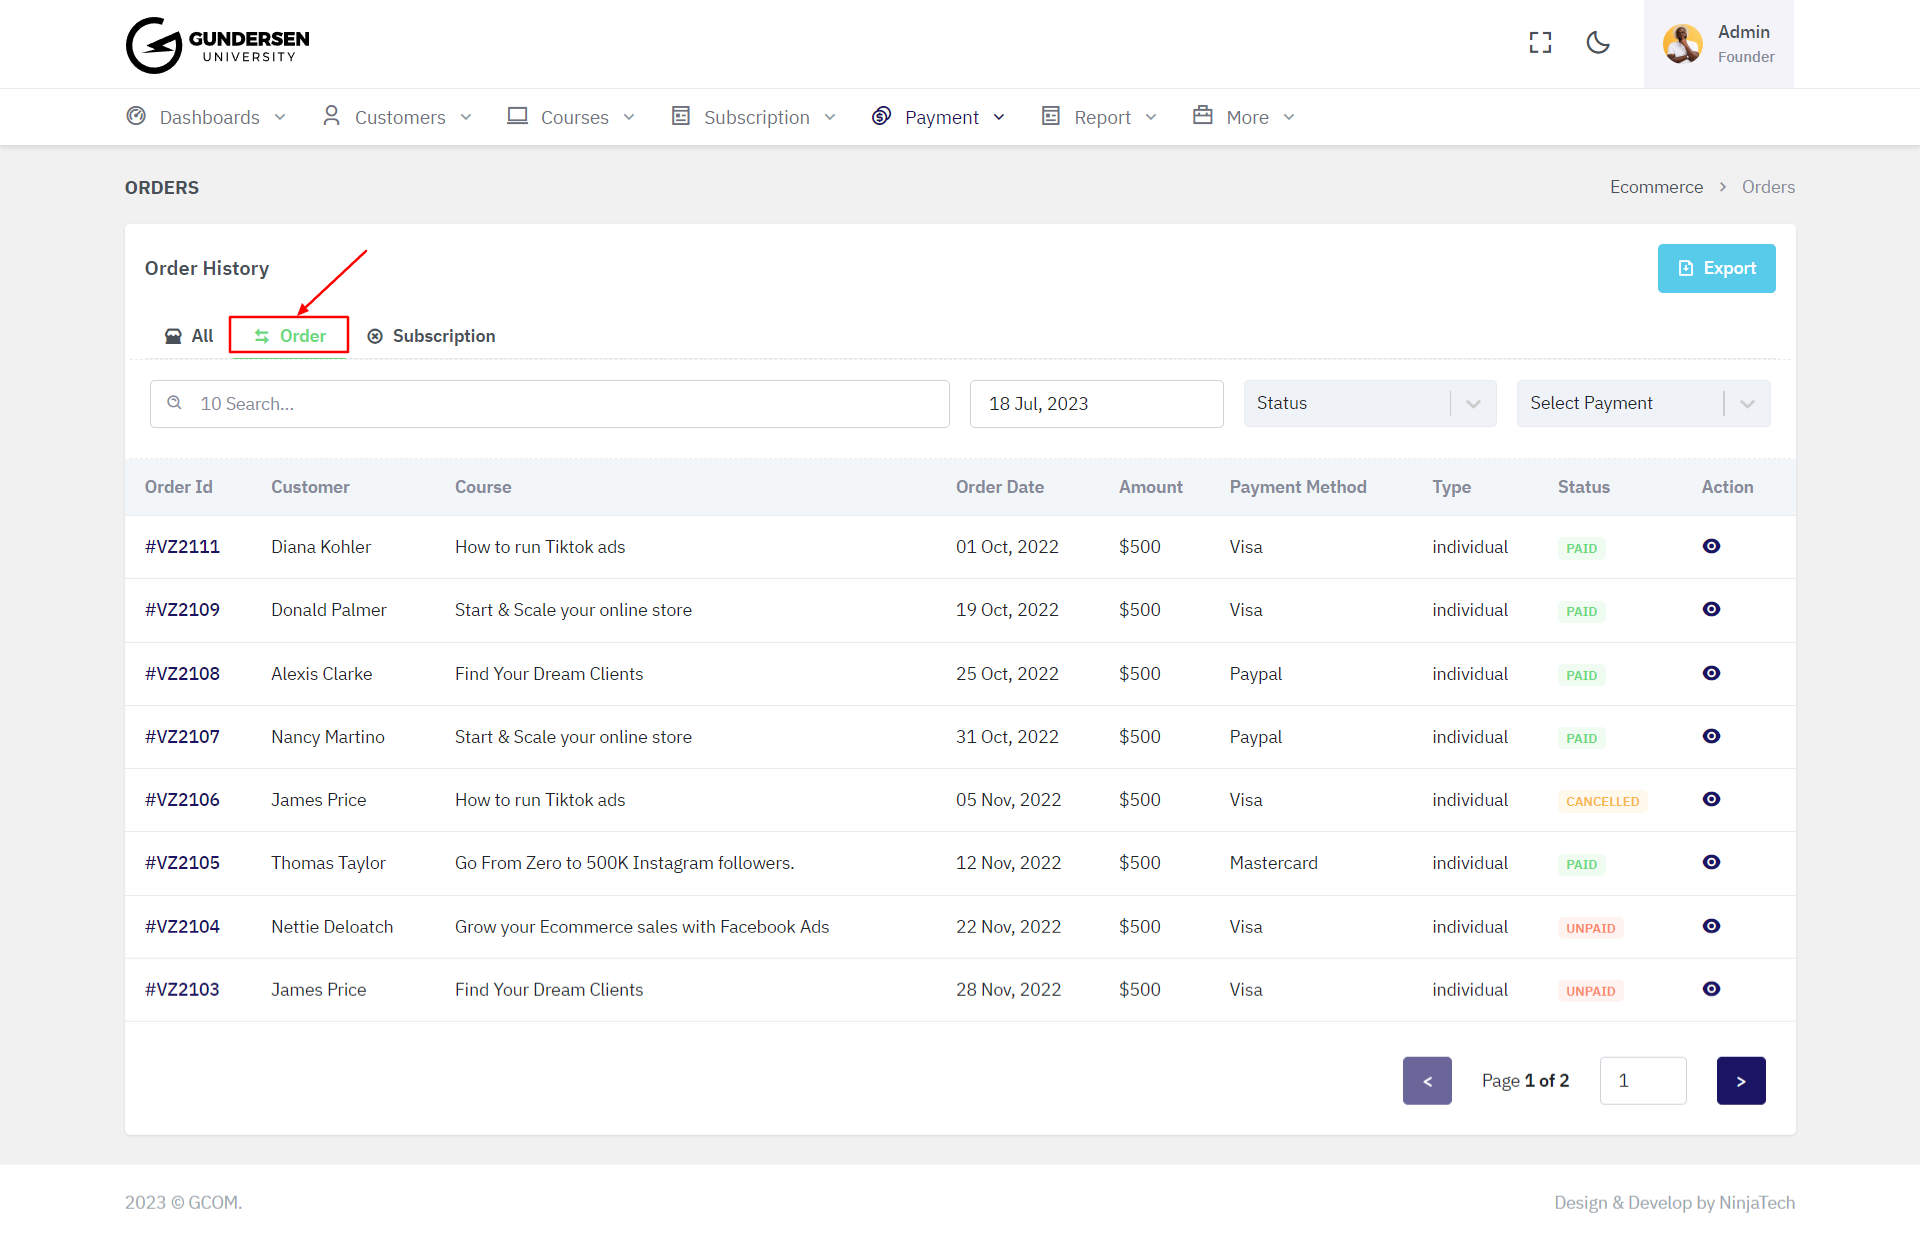 GUNDERSEN
UNIVERSITY
Admin
Founder
Dashboards Customers Courses Subscription Payment Report More
ORDERS
Ecommerce > Orders
Order History
Export
All Order Subscription
10 Search...
18 Jul, 2023
Status
Select Payment
Order Id Customer Course Order Date Amount Payment Method Type Status Action
#VZ2111 Diana Kohler How to run Tiktok ads 01 Oct, 2022 $500 Visa individual PAID
#VZ2109 Donald Palmer Start & Scale your online store 19 Oct, 2022 $500 Visa individual PAID
#VZ2108 Alexis Clarke Find Your Dream Clients 25 Oct, 2022 $500 Paypal individual PAID
#VZ2107 Nancy Martino Start & Scale your online store 31 Oct, 2022 $500 Paypal individual PAID
#VZ2106 James Price How to run Tiktok ads 05 Nov, 2022 $500 Visa individual CANCELLED
#VZ2105 Thomas Taylor Go From Zero to 500K Instagram followers. 12 Nov, 2022 $500 Mastercard individual PAID
#VZ2104 Nettie Deloatch Grow your Ecommerce sales with Facebook Ads 22 Nov, 2022 $500 Visa individual UNPAID
#VZ2103 James Price Find Your Dream Clients 28 Nov, 2022 $500 Visa individual UNPAID
< Page 1 of 2 1 >
2023 © GCOM.
Design & Develop by NinjaTech